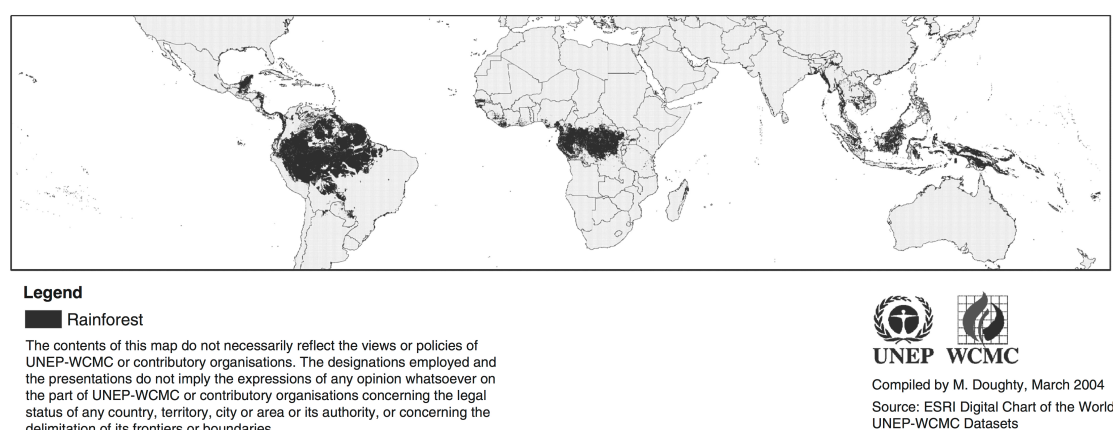 Legend
Rainforest
The contents of this map do not necessarily reflect the views or policies of
UNEP-WCMC or contributory organisations. The designations employed and
the presentations do not imply the expressions of any opinion whatsoever on
the part of UNEP-WCMC or contributory organisations concerning the legal
status of any country, territory, city or area or its authority, or concerning the
delimitation of its frontiers or boundaries.
UNEP WCMC
Compiled by M. Doughty, March 2004
Source: ESRI Digital Chart of the World
UNEP-WCMC Datasets